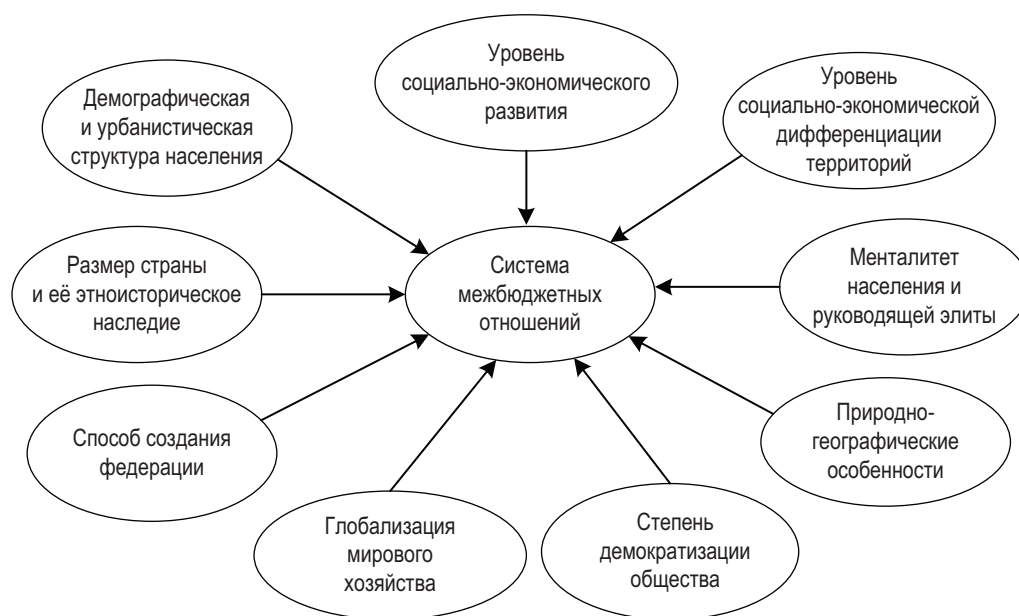 Уровень
социально-экономического
развития
Уровень
социально-экономической
дифференциации
территорий
Демографическая
и урбанистическая
структура населения
Размер страны
и её этноисторическое
наследие
Система
межбюджетных
отношений
Менталитет
населения и
руководящей элиты
Способ создания
федерации
Природно-
географические
особенности
Глобализация
мирового
хозяйства
Степень
демократизации
общества